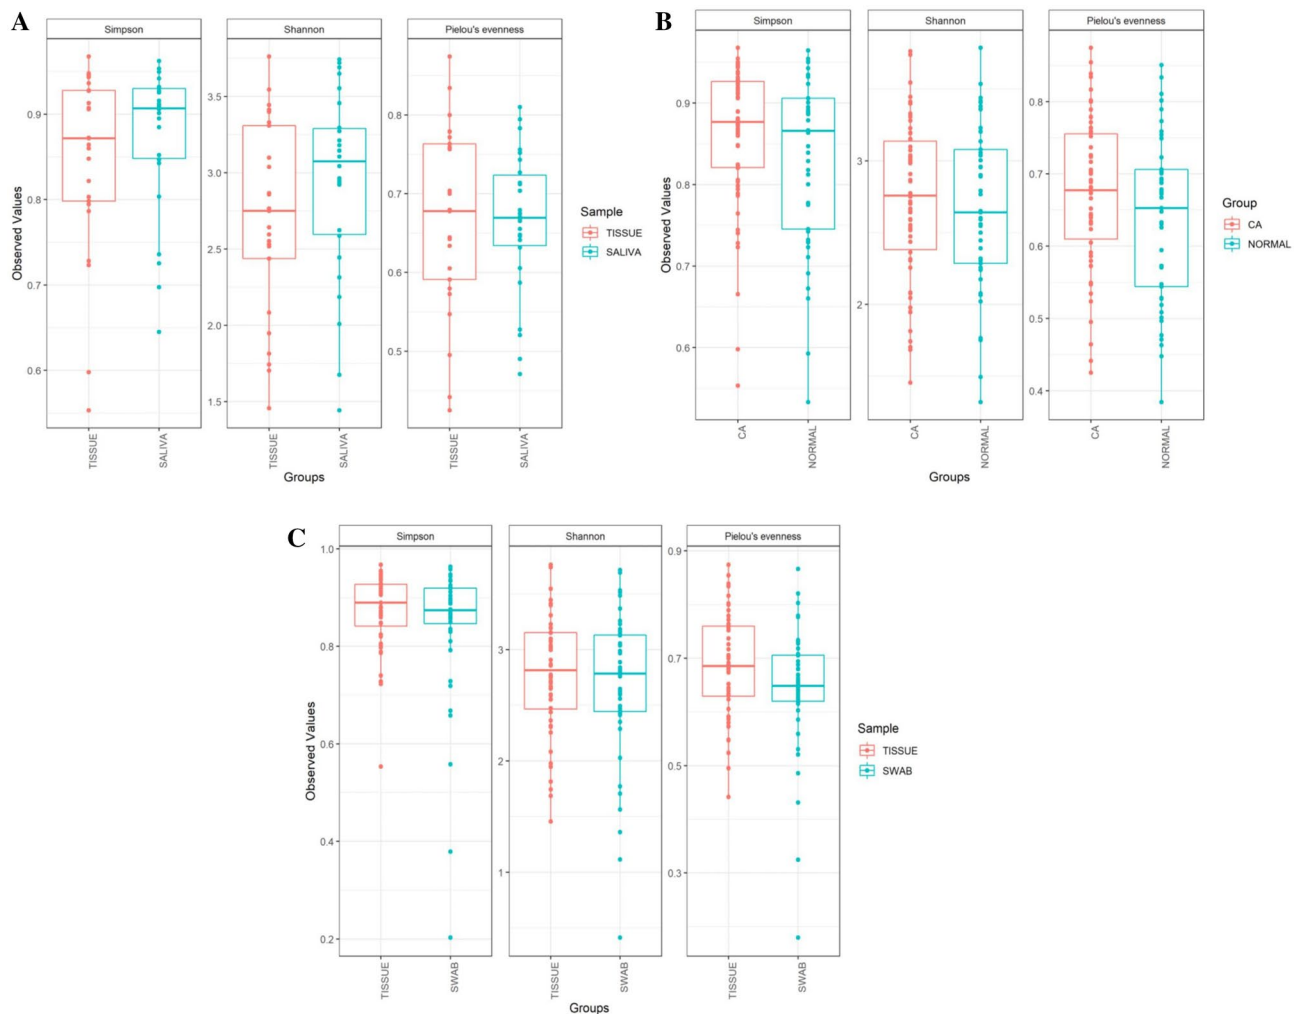 A
Simpson
Shannon
Pielou's evenness
Observed Values
0.9
0.8
0.7
0.6
3.5
3.0
2.5
2.0
1.5
0.8
0.7
0.6
0.5
TISSUE
SALIVA
TISSUE
SALIVA
TISSUE
SALIVA
Groups
Sample
TISSUE
SALIVA
B
Simpson
Shannon
Pielou's evenness
Observed Values
0.9
0.8
0.7
0.6
3
2
0.8
0.7
0.6
0.5
0.4
CA
NORMAL
CA
NORMAL
CA
NORMAL
Groups
Group
CA
NORMAL
C
Simpson
Shannon
Pielou's evenness
Observed Values
1.0
0.8
0.6
0.4
0.2
3
2
1
0.9
0.7
0.5
0.3
TISSUE
SWAB
TISSUE
SWAB
TISSUE
SWAB
Groups
Sample
TISSUE
SWAB